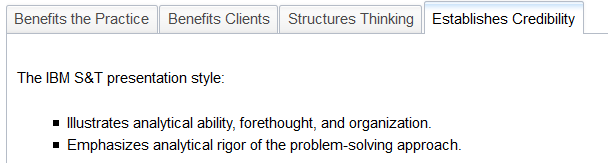 Benefits the Practice Benefits Clients Structures Thinking Establishes Credibility
The IBM S&T presentation style:
Illustrates analytical ability, forethought, and organization.
Emphasizes analytical rigor of the problem-solving approach.